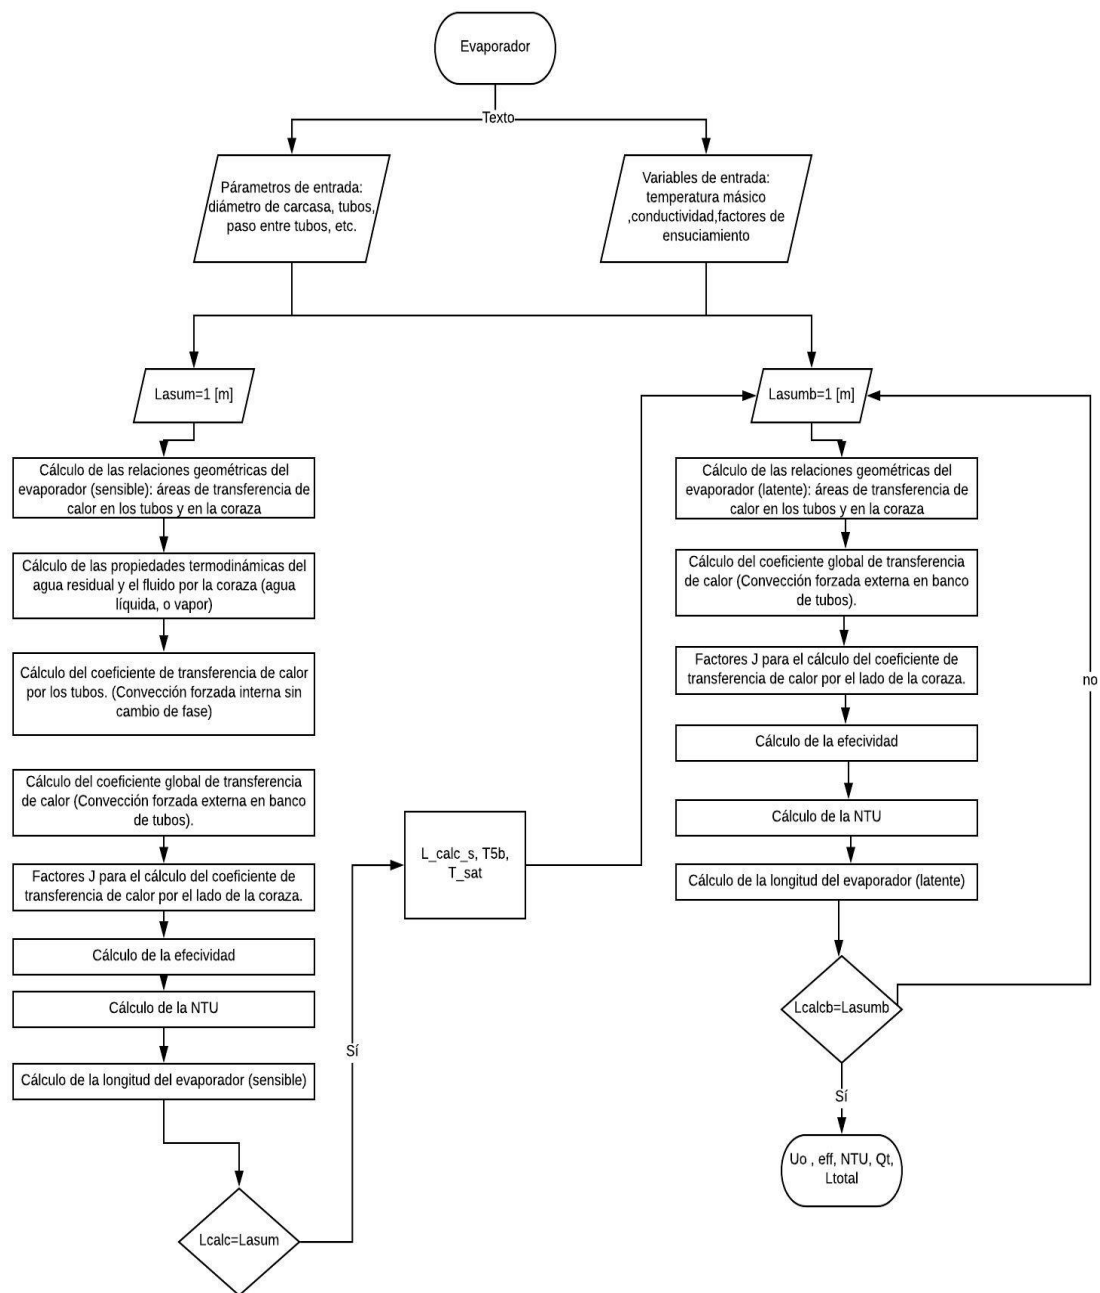 Evaporador
Texto
Párametros de entrada:
diámetro de carcasa, tubos,
paso entre tubos, etc.
Variables de entrada:
temperatura másico
,conductividad,factores de
ensuciamiento
Lasum=1 [m]
Cálculo de las relaciones geométricas del
evaporador (sensible): áreas de transferencia de
calor en los tubos y en la coraza
Cálculo de las propiedades termodinámicas del
agua residual y el fluido por la coraza (agua
líquida, o vapor)
Cálculo del coeficiente de transferencia de calor
por los tubos. (Convección forzada interna sin
cambio de fase)
Cálculo del coeficiente global de transferencia
de calor (Convección forzada externa en banco
de tubos).
Factores J para el cálculo del coeficiente de
transferencia de calor por el lado de la coraza.
Cálculo de la efecividad
Cálculo de la NTU
Cálculo de la longitud del evaporador (sensible)
Lcalc=Lasum
Sí
L_calc_s, T5b,
T_sat
Lasumb=1 [m]
Cálculo de las relaciones geométricas del
evaporador (latente): áreas de transferencia de
calor en los tubos y en la coraza
Cálculo del coeficiente global de transferencia
de calor (Convección forzada externa en banco
de tubos).
Factores J para el cálculo del coeficiente de
transferencia de calor por el lado de la coraza.
Cálculo de la efecividad
Cálculo de la NTU
Cálculo de la longitud del evaporador (latente)
Lcalcb=Lasumb
no
Sí
Uo , eff, NTU, Qt,
Ltotal